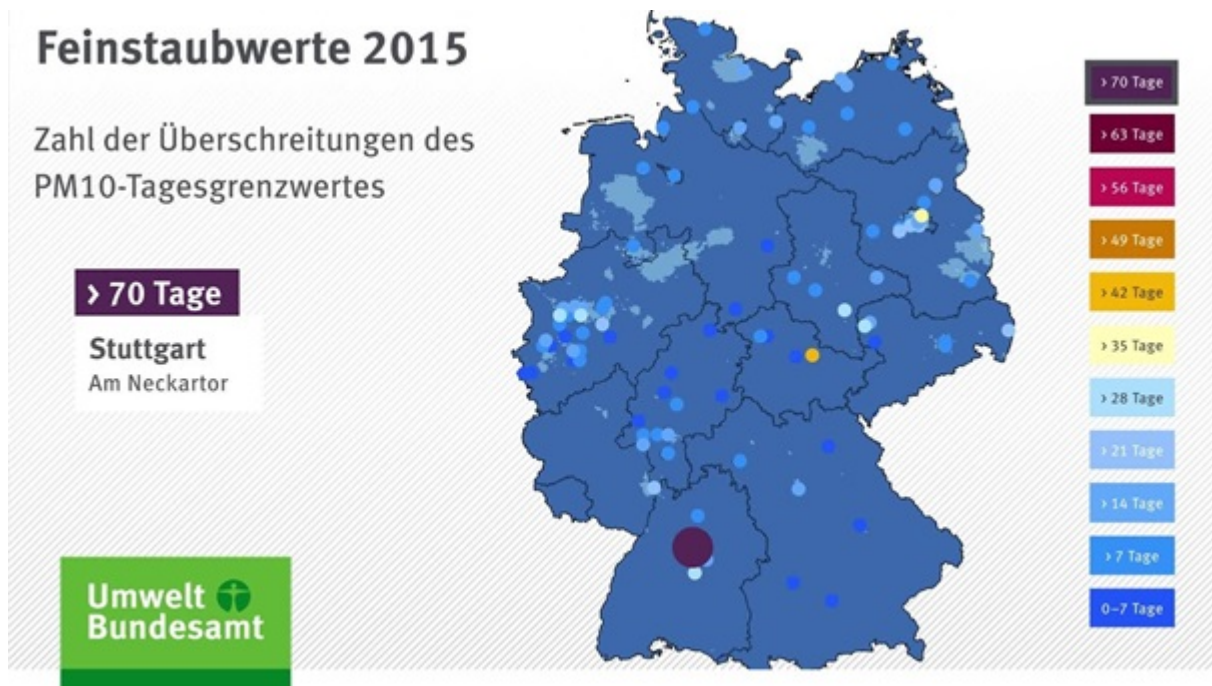 Feinstaubwerte 2015
Zahl der Überschreitungen des
PM10-Tagesgrenzwertes
> 70 Tage
Stuttgart
Am Neckartor
Umwelt
Bundesamt
> 70 Tage
> 63 Tage
> 56 Tage
> 49 Tage
> 42 Tage
> 35 Tage
> 28 Tage
> 21 Tage
> 14 Tage
> 7 Tage
0–7 Tage